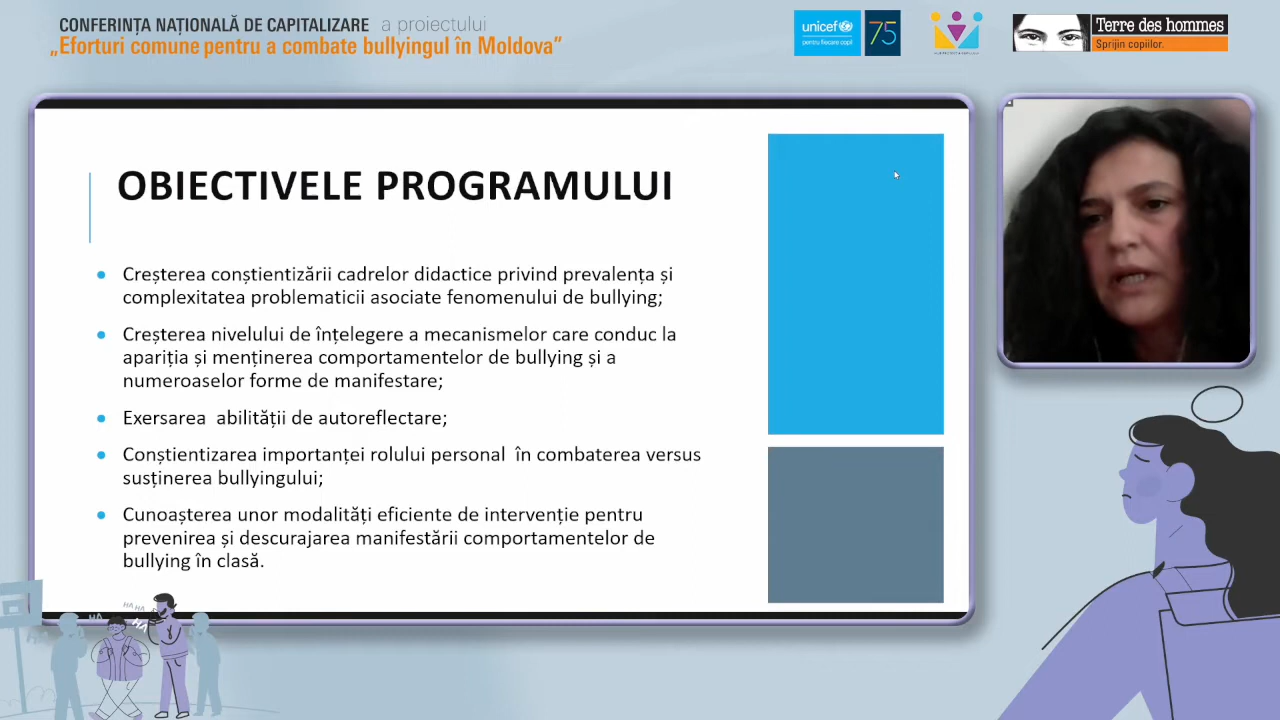 CONFERINȚA NAȚIONALĂ DE CAPITALIZARE a proiectului
„Eforturi comune pentru a combate bullyingul în Moldova”
unicef
pentru fiecare copil
75
Terre des hommes
Sprijin copiilor.
OBIECTIVELE PROGRAMULUI
• Creșterea conștientizării cadrelor didactice privind prevalența și
complexitatea problematicii asociate fenomenului de bullying;
• Creșterea nivelului de înțelegere a mecanismelor care conduc la
apariția și menținerea comportamentelor de bullying și a
numeroaselor forme de manifestare;
• Exersarea abilității de autoreflectare;
• Conștientizarea importanței rolului personal în combaterea versus
susținerea bullyingului;
• Cunoașterea unor modalități eficiente de intervenție pentru
prevenirea și descurajarea manifestării comportamentelor de
bullying în clasă.
HA HA
HA
HA